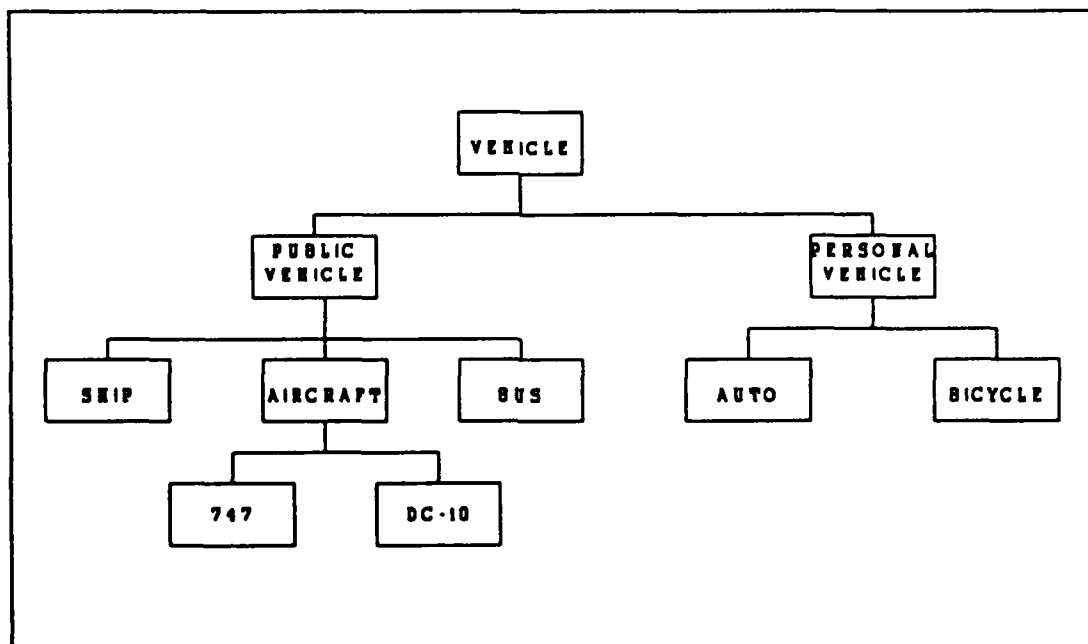 VEHICLE
PUBLIC
VEHICLE
PERSONAL
VEHICLE
SHIP
AIRCRAFT
BUS
AUTO
BICYCLE
747
DC-10